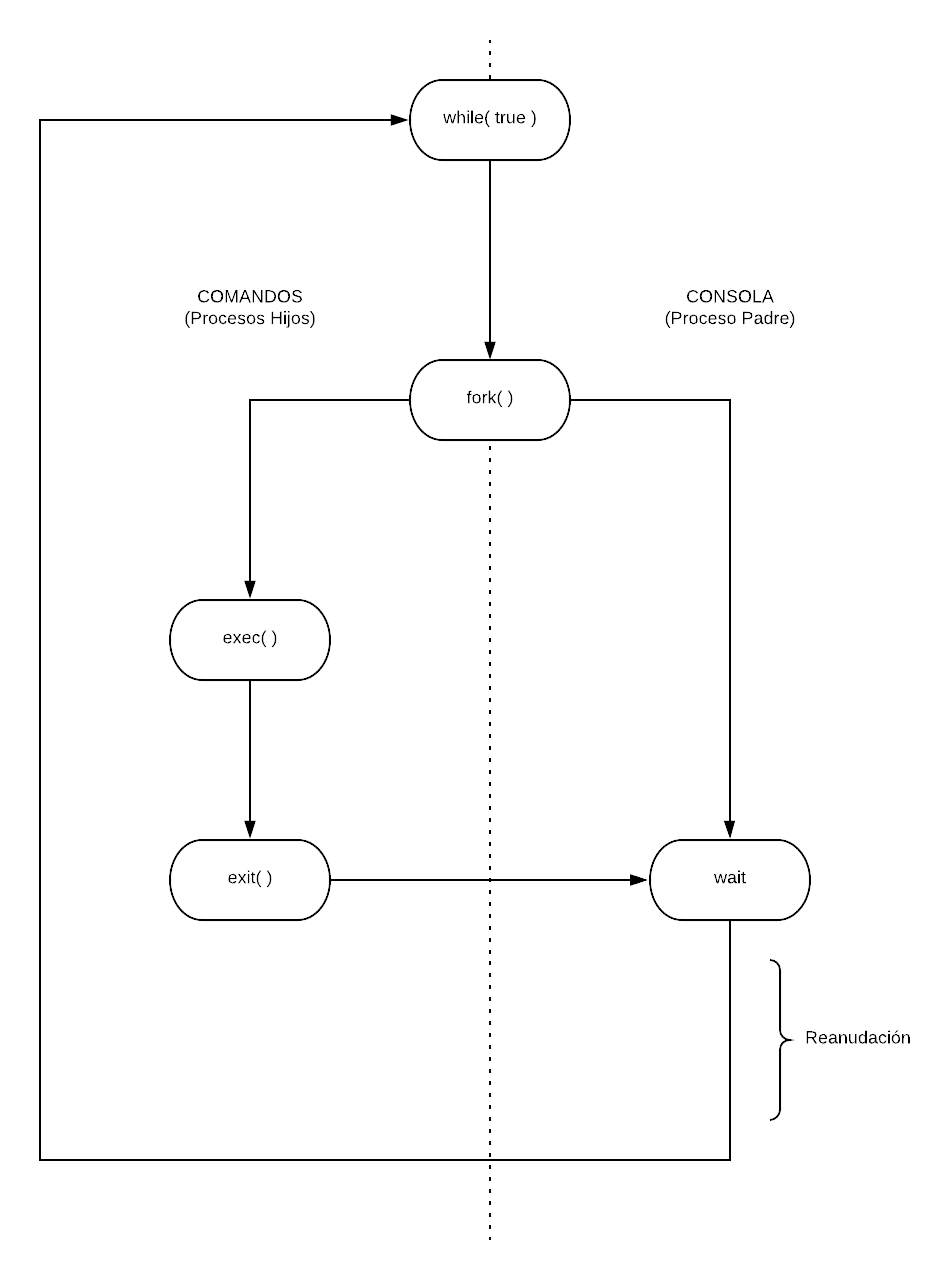 while( true )
COMANDOS
(Procesos Hijos)
CONSOLA
(Proceso Padre)
fork( )
exec( )
exit( )
wait
Reanudación